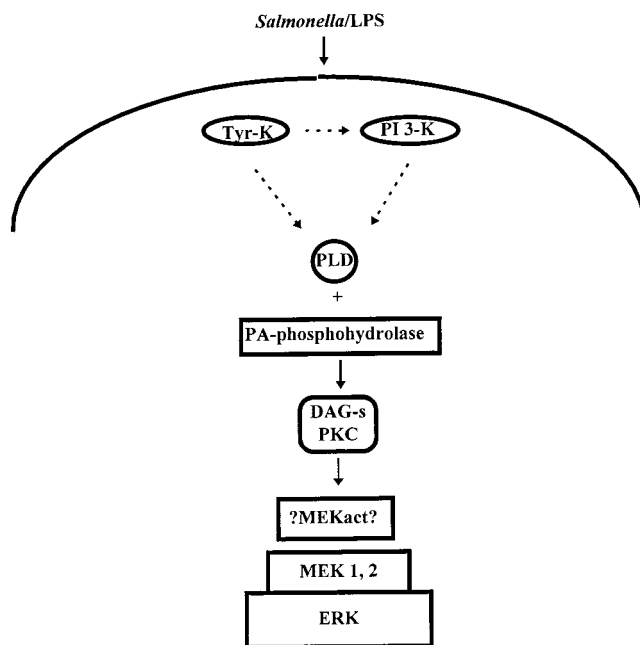 Salmonella/LPS
Tyr-K
PI 3-K
PLD
+
PA-phosphohydrolase
DAG-s
PKC
?MEKact?
MEK 1, 2
ERK